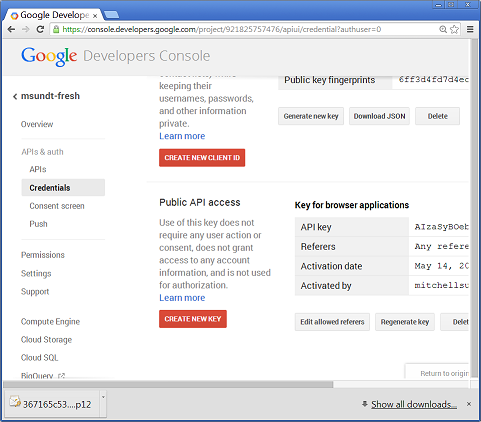 Google Develope
https://console.developers.google.com/project/921825757476/apiui/credential?authuser=0
Google Developers Console
msundt-fresh
Overview
APIs & auth
APIs
Credentials
Consent screen
Push
Permissions
Settings
Support
Compute Engine
Cloud Storage
Cloud SQL
BigQuery
keeping their
usernames, passwords,
and other information
private.
Learn more
CREATE NEW CLIENT ID
Public key fingerprints 6ff3d4fd7d4ec
Generate new key Download JSON Delete
Public API access
Use of this key does not
require any user action or
consent, does not grant
access to any account
information, and is not used
for authorization.
Learn more
CREATE NEW KEY
Key for browser applications
API key AIzaSyBOeb
Referers Any refere
Activation date May 14, 20
Activated by mitchellsu
Edit allowed referers Regenerate key Delet
Return to origin
367165c53....p12
Show all downloads...